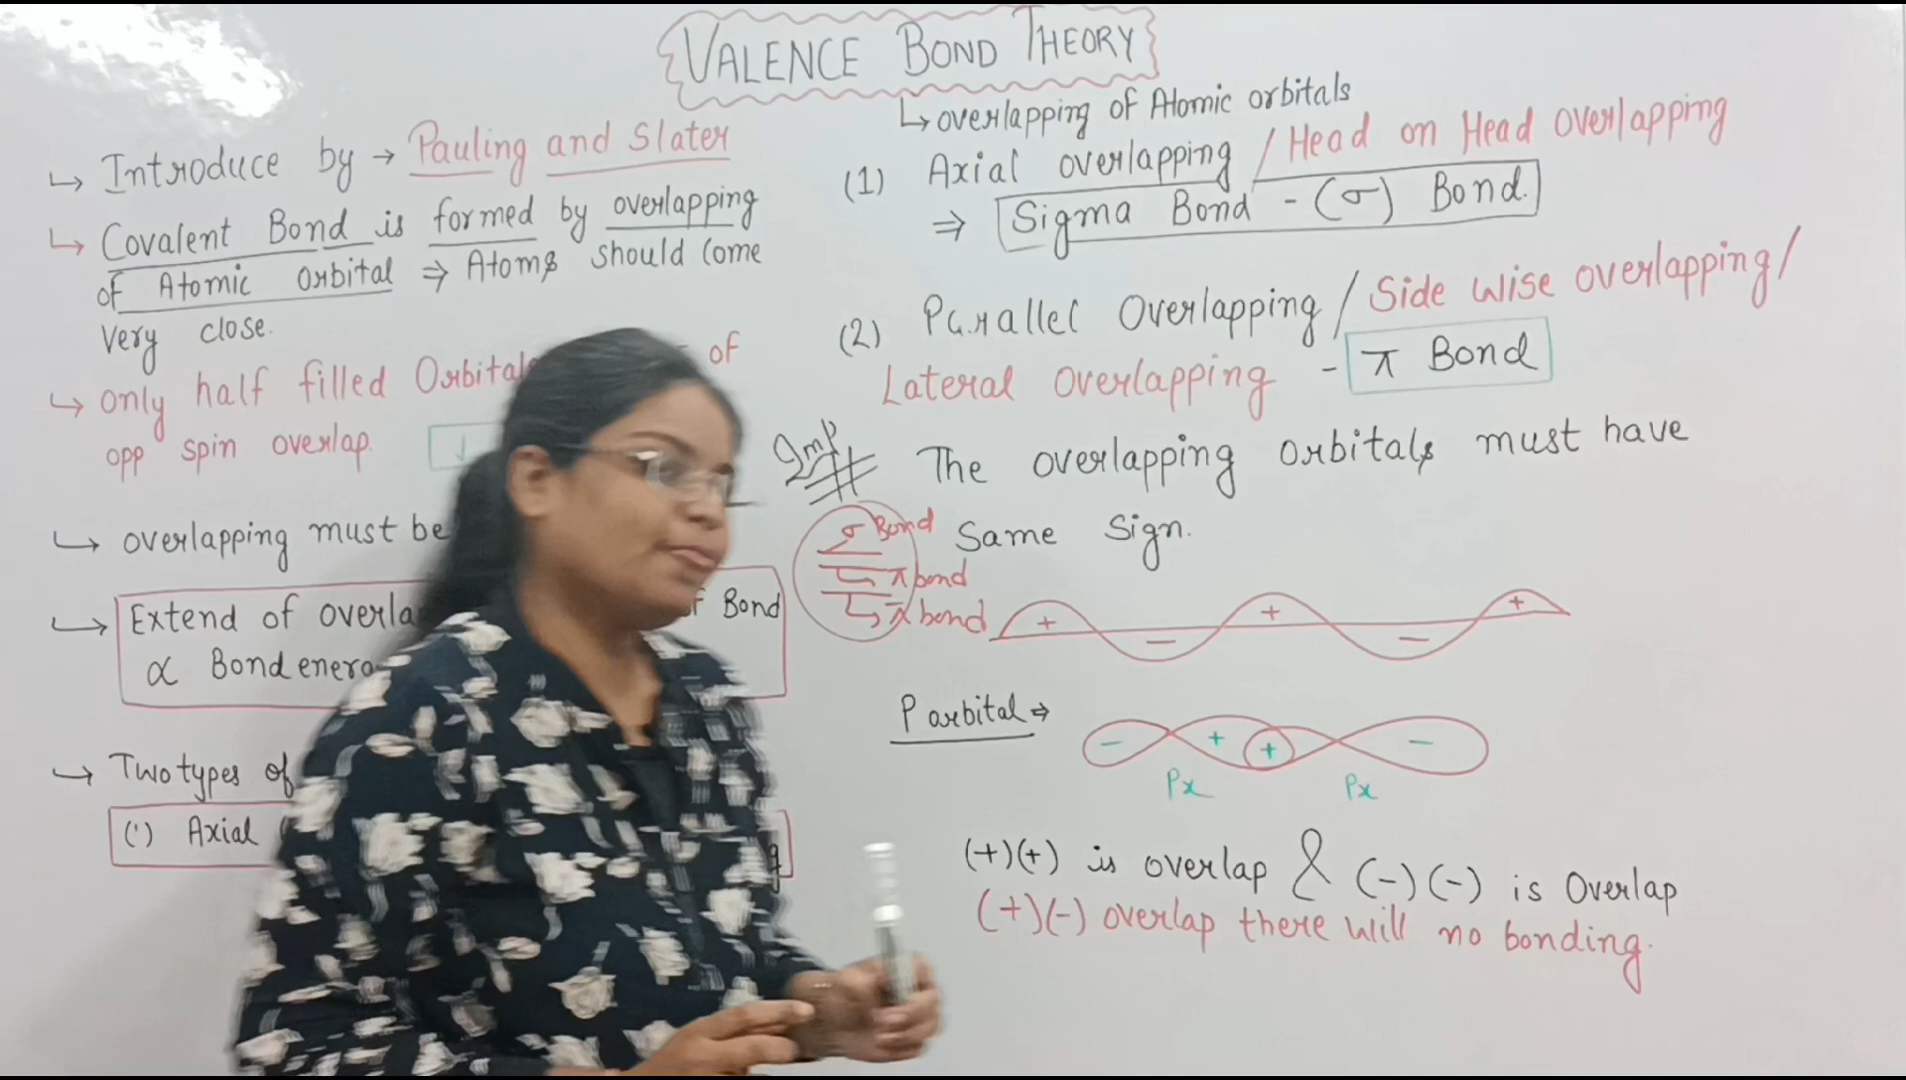 VALENCE BOND THEORY
↳ Introduce by → Pauling and Slater
↳ Covalent Bond is formed by overlapping
of Atomic orbital ⇒ Atoms should come
very close.
↳ only half filled of
opp spin overlap. ↓
↳ overlapping must be
↳ Extend of Bond
∝ Bond
↳ Two types of
(1) Axial
↳ overlapping of Atomic orbitals
(1) Axial overlapping / Head on Head overlapping
⇒ Sigma Bond - (σ) Bond.
(2) Parallel Overlapping / Side wise overlapping/
Lateral Overlapping - π Bond
Imp # The overlapping orbitals must have
Same Sign.
σ Bond
π bond
π bond
+ − + − +
P orbital ⇒
− + + −
Px Px
(+)(+) is overlap & (-)(-) is Overlap
(+)(-) overlap there will no bonding.